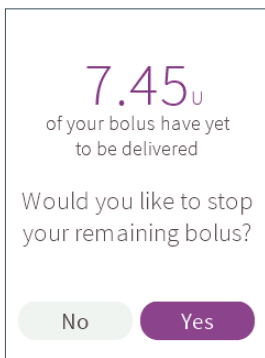 7.45U
of your bolus have yet
to be delivered
Would you like to stop
your remaining bolus?
No Yes